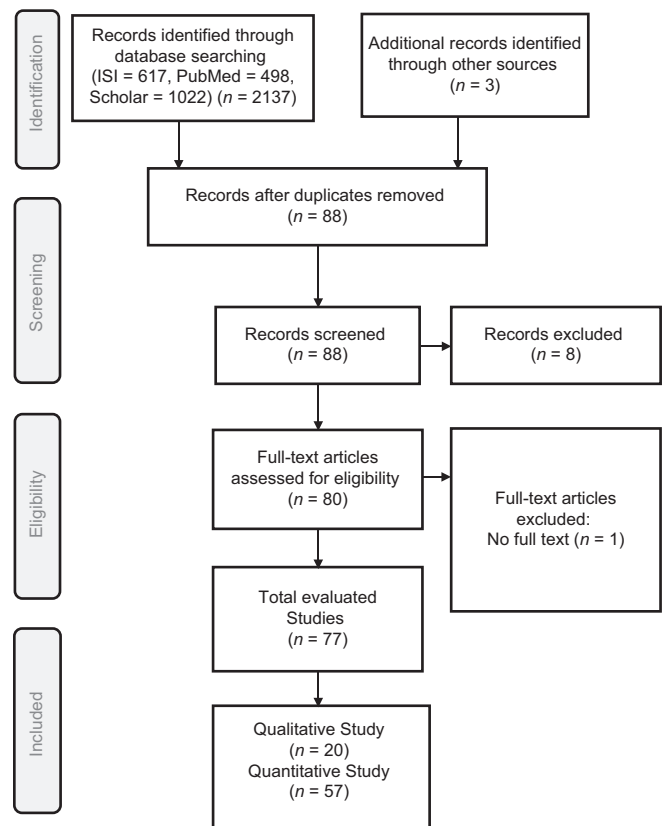 Identification
Records identified through
database searching
(ISI = 617, PubMed = 498,
Scholar = 1022) (n = 2137)
Additional records identified
through other sources
(n = 3)
Records after duplicates removed
(n = 88)
Screening
Records screened
(n = 88)
Records excluded
(n = 8)
Eligibility
Full-text articles
assessed for eligibility
(n = 80)
Full-text articles
excluded:
No full text (n = 1)
Total evaluated
Studies
(n = 77)
Included
Qualitative Study
(n = 20)
Quantitative Study
(n = 57)